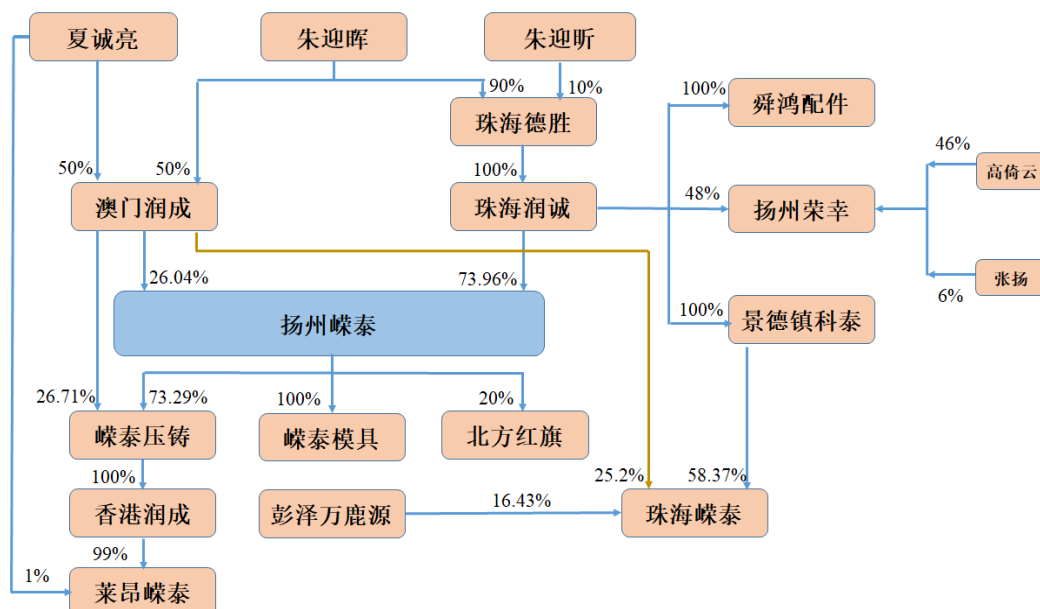 夏诚亮
朱迎晖
朱迎昕
90%
10%
100%
舜鸿配件
珠海德胜
46%
高倚云
50%
50%
100%
澳门润成
珠海润诚
48%
扬州荣幸
26.04%
73.96%
张扬
6%
扬州嵘泰
100%
景德镇科泰
26.71%
73.29%
100%
20%
嵘泰压铸
嵘泰模具
北方红旗
100%
25.2%
58.37%
香港润成
彭泽万鹿源
16.43%
珠海嵘泰
99%
1%
莱昂嵘泰